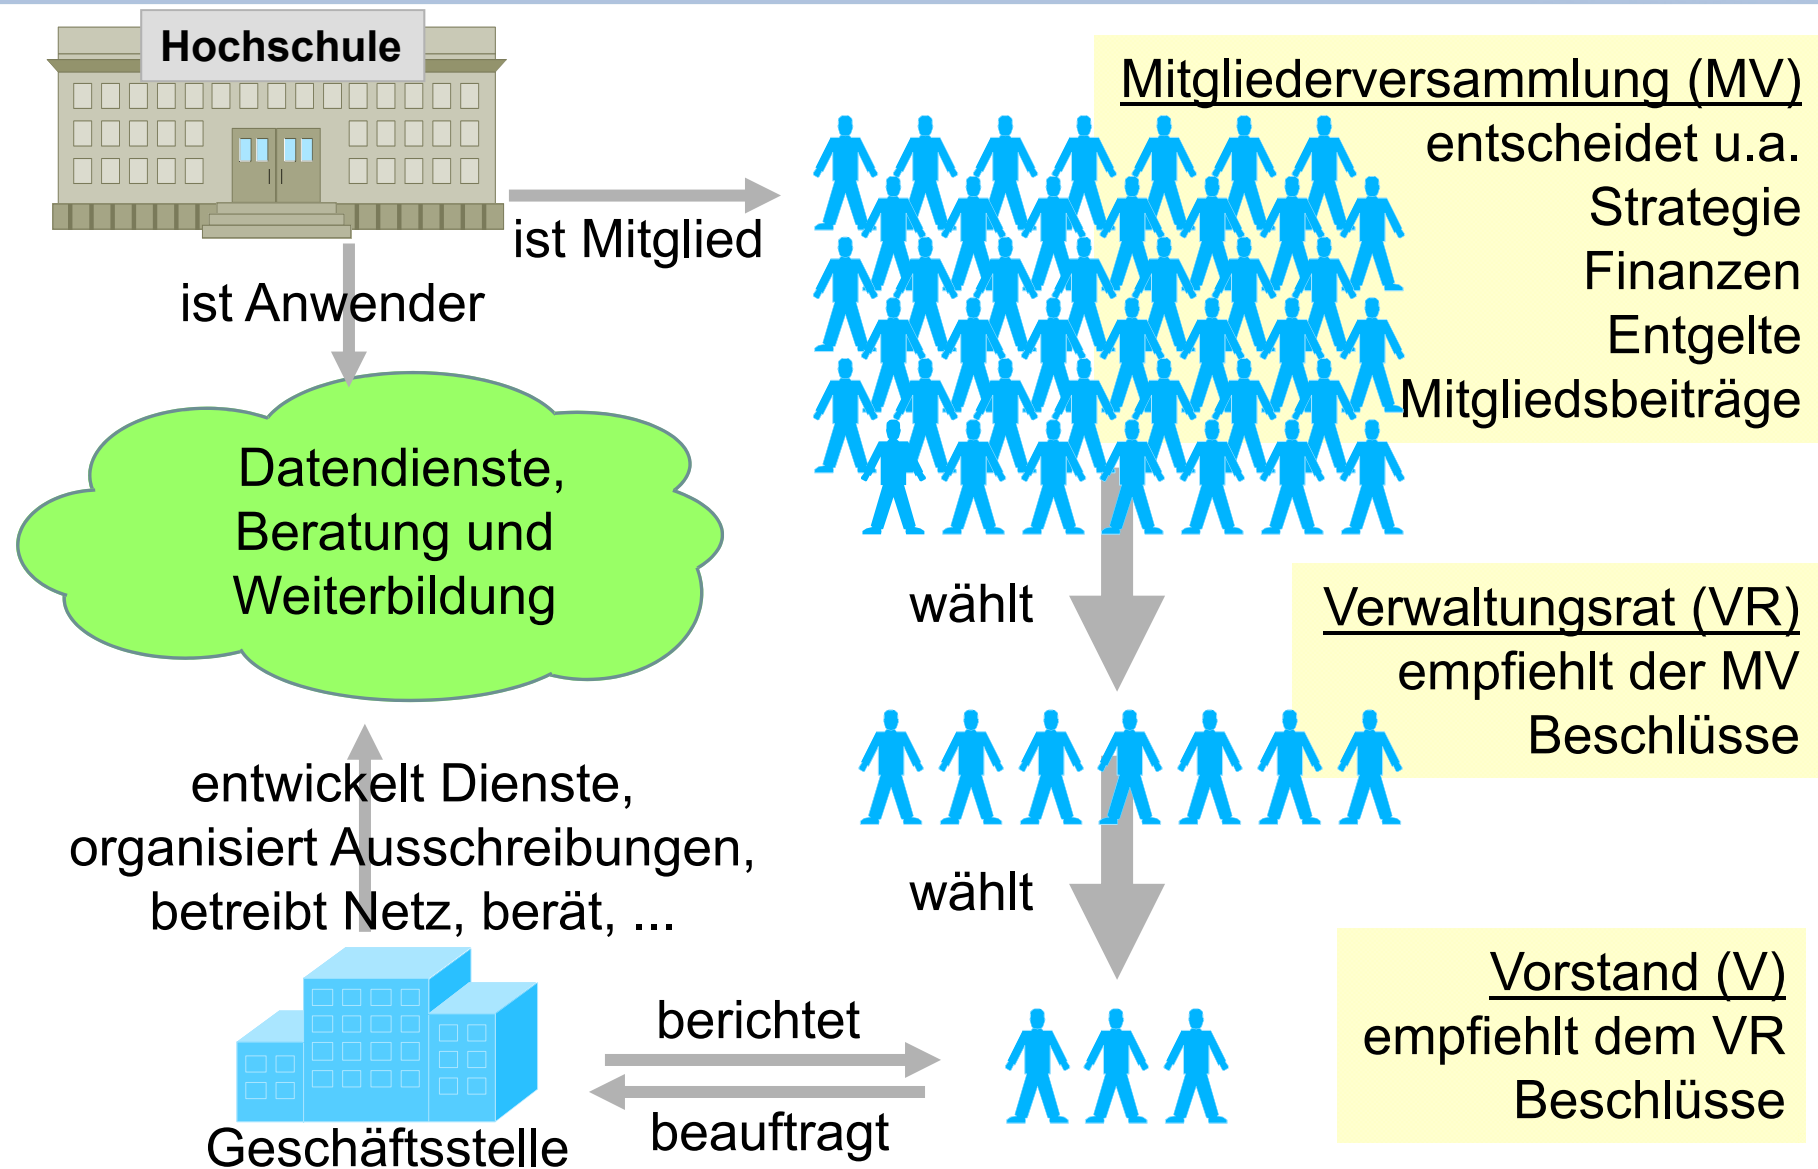 Hochschule
ist Mitglied
ist Anwender
Mitgliederversammlung (MV)
entscheidet u.a.
Strategie
Finanzen
Entgelte
Mitgliedsbeiträge
Datendienste,
Beratung und
Weiterbildung
wählt
Verwaltungsrat (VR)
empfiehlt der MV
Beschlüsse
entwickelt Dienste,
organisiert Ausschreibungen,
betreibt Netz, berät, ...
wählt
Vorstand (V)
empfiehlt dem VR
Beschlüsse
berichtet
beauftragt
Geschäftsstelle